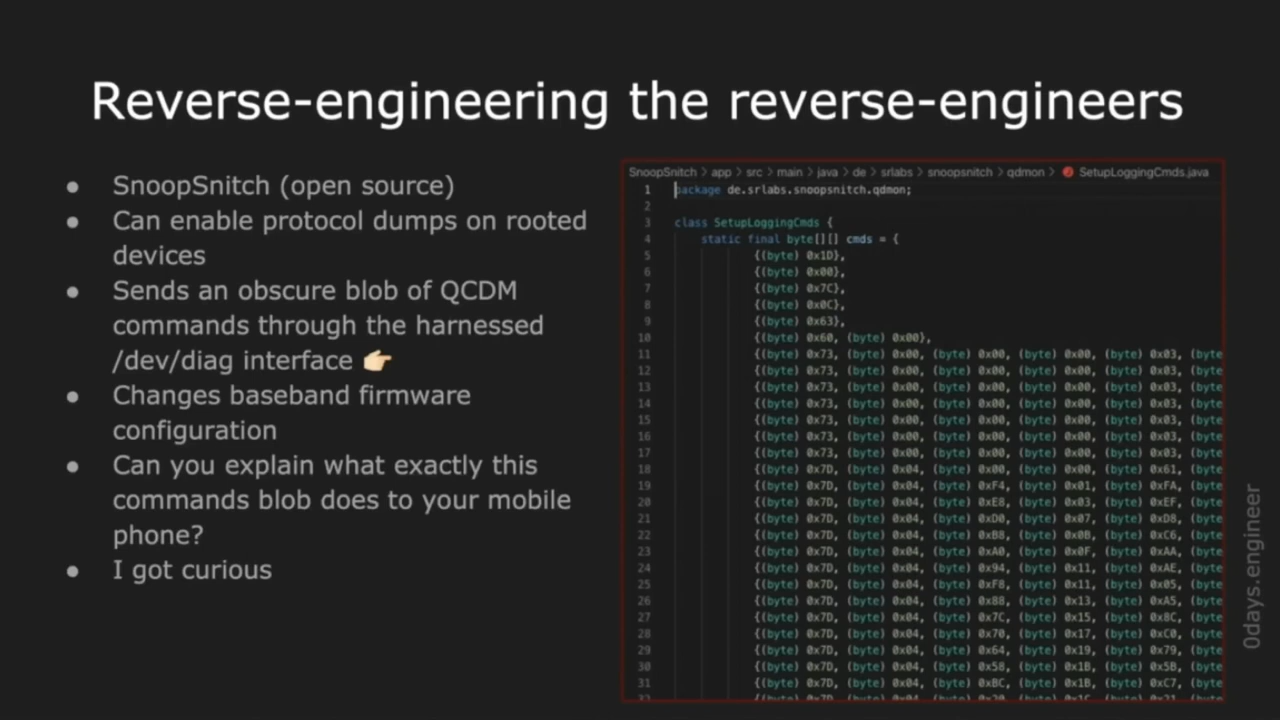 Reverse-engineering the reverse-engineers
● SnoopSnitch (open source)
● Can enable protocol dumps on rooted
devices
● Sends an obscure blob of QCDM
commands through the harnessed
/dev/diag interface 👉🏻
● Changes baseband firmware
configuration
● Can you explain what exactly this
commands blob does to your mobile
phone?
● I got curious
SnoopSnitch > app > src > main > java > de > srlabs > snoopsnitch > qdmon > SetupLoggingCmds.java
1 package de.srlabs.snoopsnitch.qdmon;
2
3 class SetupLoggingCmds {
4 static final byte[][] cmds = {
5 {(byte) 0x1D},
6 {(byte) 0x00},
7 {(byte) 0x7C},
8 {(byte) 0x0C},
9 {(byte) 0x63},
10 {(byte) 0x60, (byte) 0x00},
11 {(byte) 0x73, (byte) 0x00, (byte) 0x00, (byte) 0x03, (byte
12 {(byte) 0x73, (byte) 0x00, (byte) 0x00, (byte) 0x03, (byte
13 {(byte) 0x73, (byte) 0x00, (byte) 0x00, (byte) 0x03, (byte
14 {(byte) 0x73, (byte) 0x00, (byte) 0x00, (byte) 0x03, (byte
15 {(byte) 0x73, (byte) 0x00, (byte) 0x00, (byte) 0x03, (byte
16 {(byte) 0x73, (byte) 0x00, (byte) 0x00, (byte) 0x03, (byte
17 {(byte) 0x73, (byte) 0x00, (byte) 0x00, (byte) 0x03, (byte
18 {(byte) 0x7D, (byte) 0x04, (byte) 0x00, (byte) 0x00, (byte) 0x61,
19 {(byte) 0x7D, (byte) 0x04, (byte) 0xF4, (byte) 0x01, (byte) 0xFA,
20 {(byte) 0x7D, (byte) 0x04, (byte) 0xE8, (byte) 0x03, (byte) 0xEF,
21 {(byte) 0x7D, (byte) 0x04, (byte) 0xD0, (byte) 0x07, (byte) 0xD8,
22 {(byte) 0x7D, (byte) 0x04, (byte) 0xB8, (byte) 0x0B, (byte) 0xC6,
23 {(byte) 0x7D, (byte) 0x04, (byte) 0xA0, (byte) 0x0F, (byte) 0xAA,
24 {(byte) 0x7D, (byte) 0x04, (byte) 0x94, (byte) 0x11, (byte) 0xAE,
25 {(byte) 0x7D, (byte) 0x04, (byte) 0xF8, (byte) 0x11, (byte) 0x05,
26 {(byte) 0x7D, (byte) 0x04, (byte) 0x88, (byte) 0x13, (byte) 0xA5,
27 {(byte) 0x7D, (byte) 0x04, (byte) 0x7C, (byte) 0x15, (byte) 0x8C,
28 {(byte) 0x7D, (byte) 0x04, (byte) 0x70, (byte) 0x17, (byte) 0xC0,
29 {(byte) 0x7D, (byte) 0x04, (byte) 0x64, (byte) 0x19, (byte) 0x79,
30 {(byte) 0x7D, (byte) 0x04, (byte) 0x58, (byte) 0x1B, (byte) 0x5B,
31 {(byte) 0x7D, (byte) 0x04, (byte) 0xBC, (byte) 0x1B, (byte) 0xC7,
0days.engineer